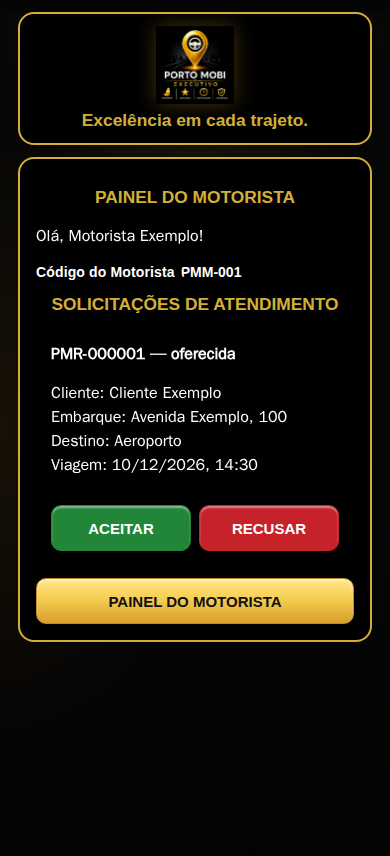 PORTO MOBI
EXECUTIVO
Excelência em cada trajeto.
PAINEL DO MOTORISTA
Olá, Motorista Exemplo!
Código do Motorista PMM-001
SOLICITAÇÕES DE ATENDIMENTO
PMR-000001 — oferecida
Cliente: Cliente Exemplo
Embarque: Avenida Exemplo, 100
Destino: Aeroporto
Viagem: 10/12/2026, 14:30
ACEITAR RECUSAR
PAINEL DO MOTORISTA